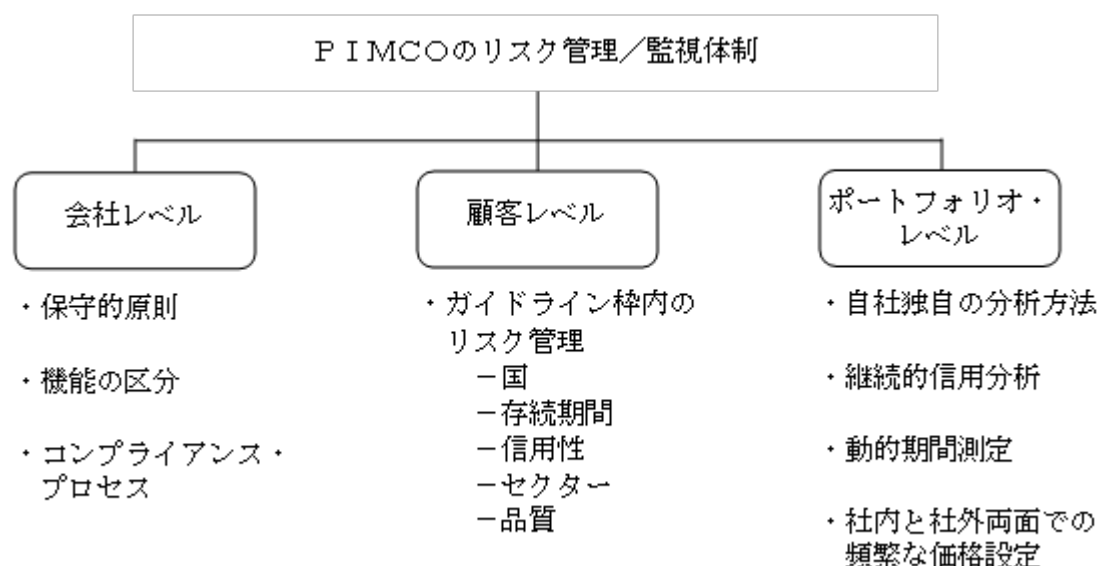 ＰＩＭＣＯのリスク管理／監視体制
会社レベル
・保守的原則
・機能の区分
・コンプライアンス・
プロセス
顧客レベル
・ガイドライン枠内の
リスク管理
－国
－存続期間
－信用性
－セクター
－品質
ポートフォリオ・
レベル
・自社独自の分析方法
・継続的信用分析
・動的期間測定
・社内と社外両面での
頻繁な価格設定